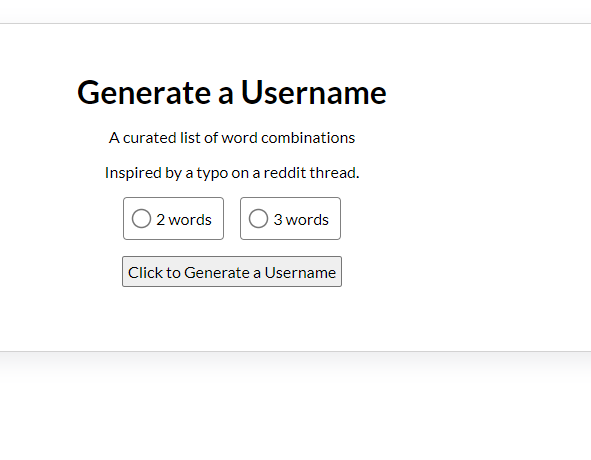 Generate a Username
A curated list of word combinations
Inspired by a typo on a reddit thread.
2 words 3 words
Click to Generate a Username